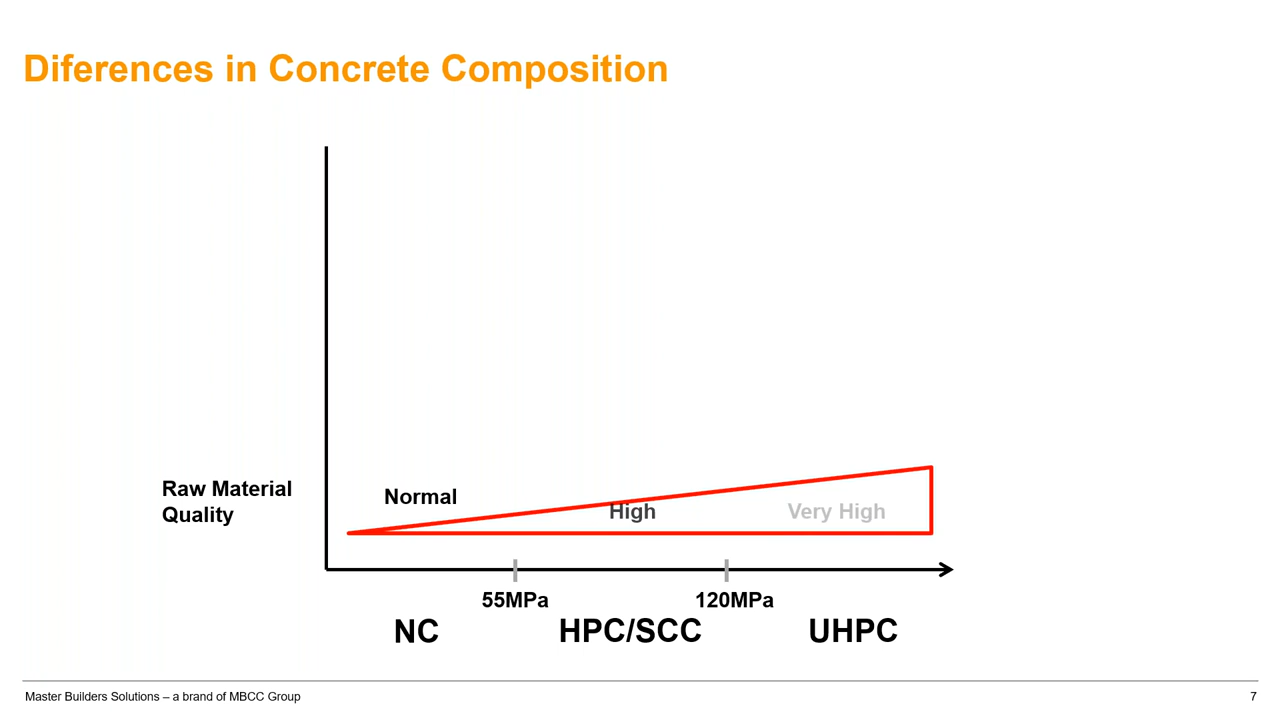 Diferences in Concrete Composition
Raw Material
Quality
Normal
High
Very High
55MPa
120MPa
NC
HPC/SCC
UHPC
Master Builders Solutions – a brand of MBCC Group
7